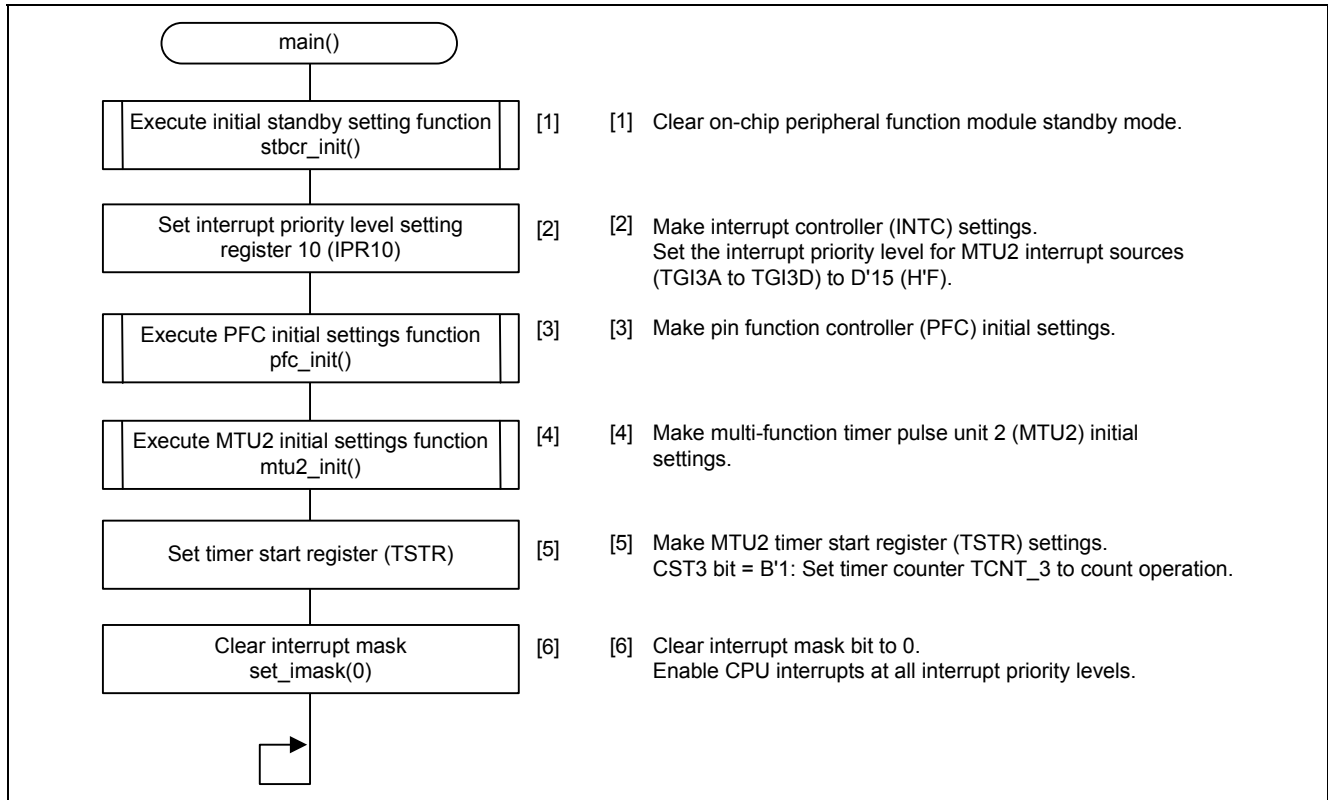 main()
Execute initial standby setting function
stbcr_init()
[1]
[1] Clear on-chip peripheral function module standby mode.
Set interrupt priority level setting
register 10 (IPR10)
[2]
[2] Make interrupt controller (INTC) settings.
Set the interrupt priority level for MTU2 interrupt sources
(TGI3A to TGI3D) to D'15 (H'F).
Execute PFC initial settings function
pfc_init()
[3]
[3] Make pin function controller (PFC) initial settings.
Execute MTU2 initial settings function
mtu2_init()
[4]
[4] Make multi-function timer pulse unit 2 (MTU2) initial
settings.
Set timer start register (TSTR)
[5]
[5] Make MTU2 timer start register (TSTR) settings.
CST3 bit = B'1: Set timer counter TCNT_3 to count operation.
Clear interrupt mask
set_imask(0)
[6]
[6] Clear interrupt mask bit to 0.
Enable CPU interrupts at all interrupt priority levels.